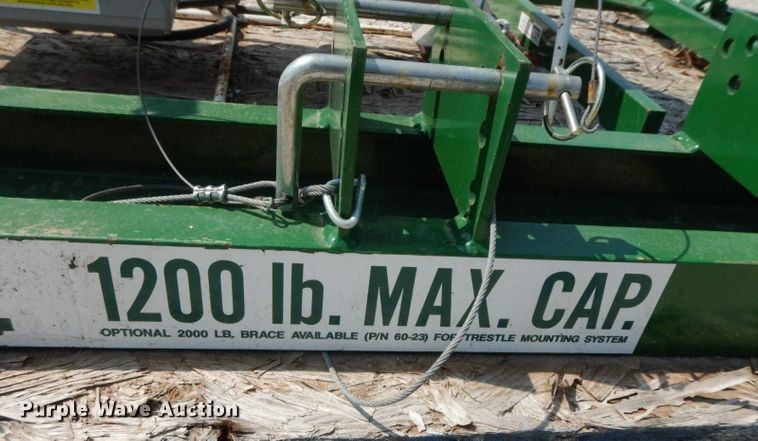 1200 lb. MAX. CAP.
OPTIONAL 2000 LB. BRACE AVAILABLE (P/N 60-23) FOR TRESTLE MOUNTING SYSTEM
Purple Wave Auction